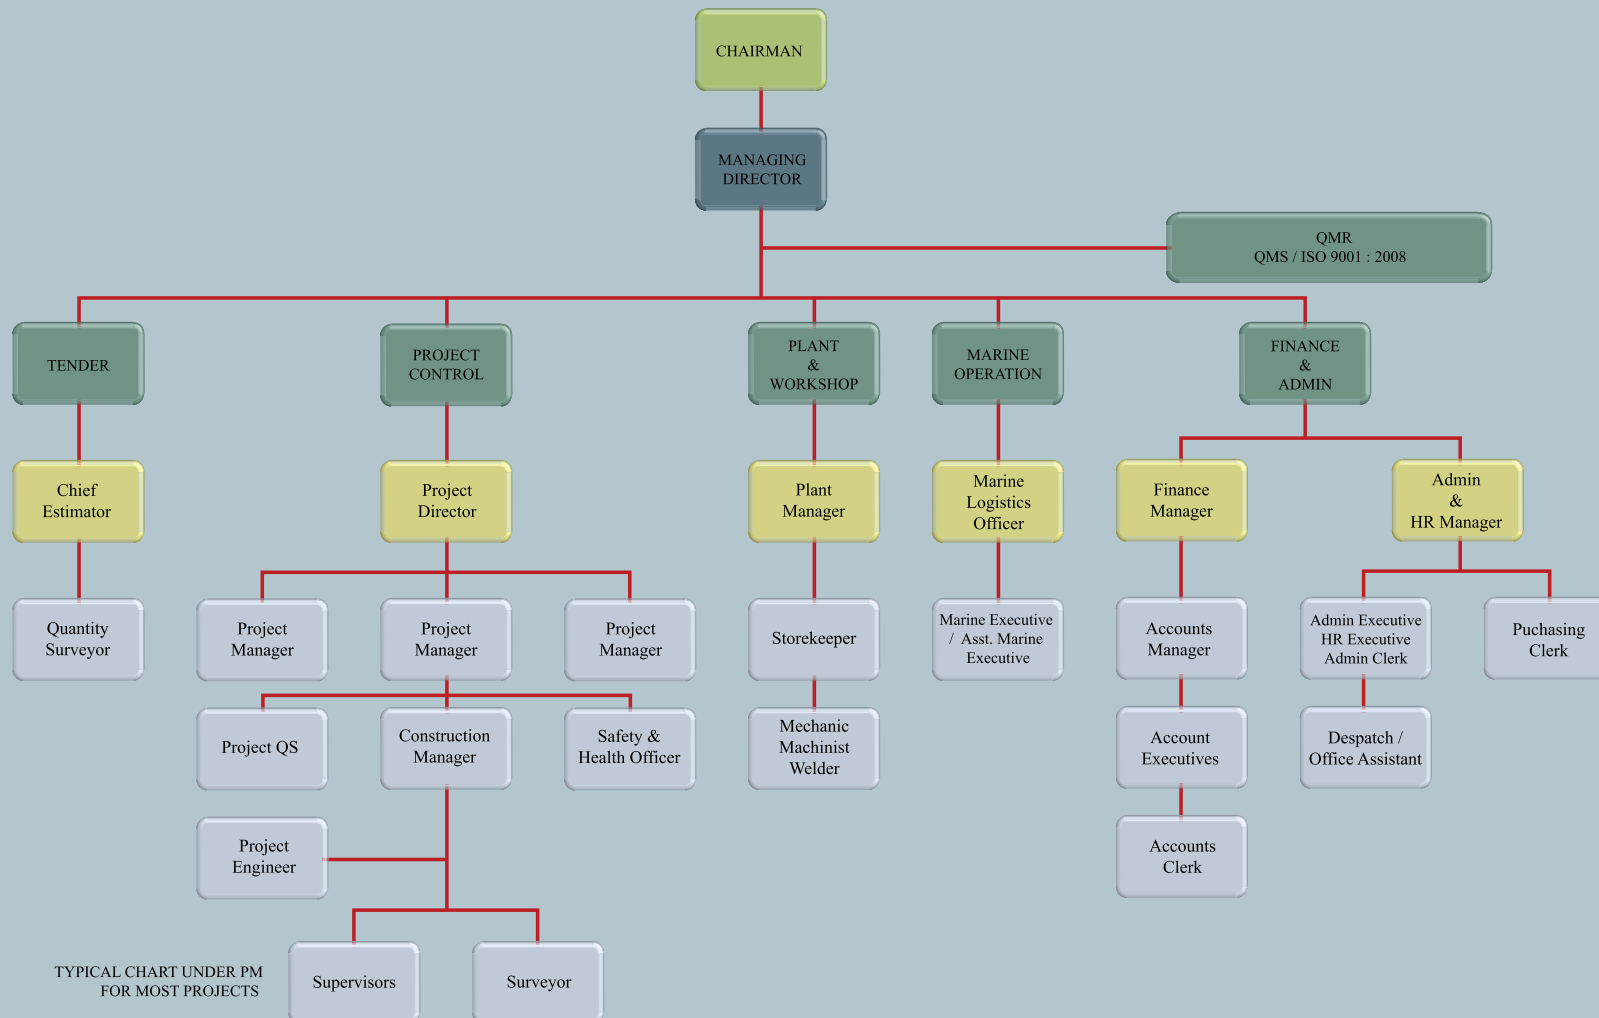 CHAIRMAN
MANAGING
DIRECTOR
QMR
QMS / ISO 9001 : 2008
TENDER
PROJECT
CONTROL
PLANT
&
WORKSHOP
MARINE
OPERATION
FINANCE
&
ADMIN
Chief
Estimator
Project
Director
Plant
Manager
Marine
Logistics
Officer
Finance
Manager
Admin
&
HR Manager
Quantity
Surveyor
Project
Manager
Project
Manager
Project
Manager
Storekeeper
Marine Executive
/ Asst. Marine
Executive
Accounts
Manager
Admin Executive
HR Executive
Admin Clerk
Puchasing
Clerk
Project QS
Construction
Manager
Safety &
Health Officer
Mechanic
Machinist
Welder
Account
Executives
Despatch /
Office Assistant
Project
Engineer
Accounts
Clerk
Supervisors
Surveyor
TYPICAL CHART UNDER PM
FOR MOST PROJECTS